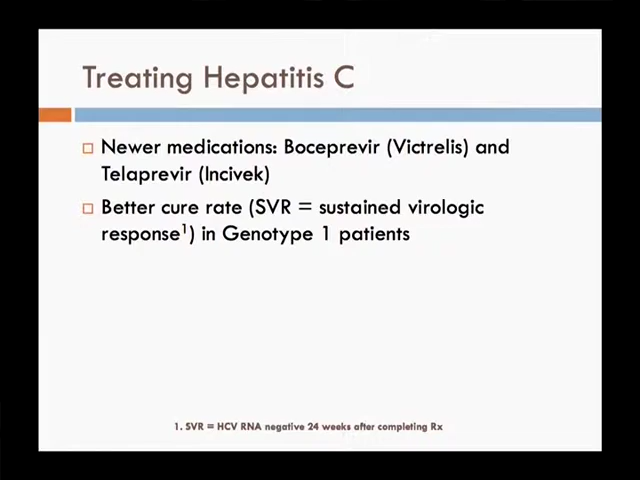 Treating Hepatitis C
Newer medications: Boceprevir (Victrelis) and
Telaprevir (Incivek)
Better cure rate (SVR = sustained virologic
response¹) in Genotype 1 patients
1. SVR = HCV RNA negative 24 weeks after completing Rx